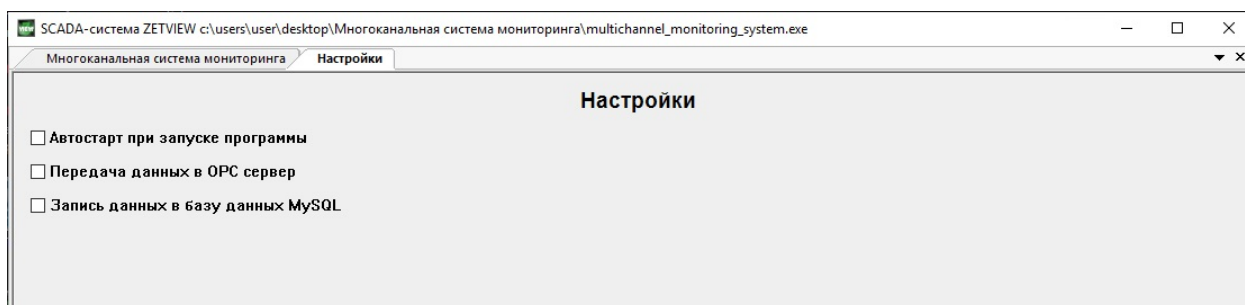 SCADA-система ZETVIEW c:\users\user\desktop\Многоканальная система мониторинга\multichannel_monitoring_system.exe
Многоканальная система мониторинга Настройки
Настройки
Автостарт при запуске программы
Передача данных в OPC сервер
Запись данных в базу данных MySQL